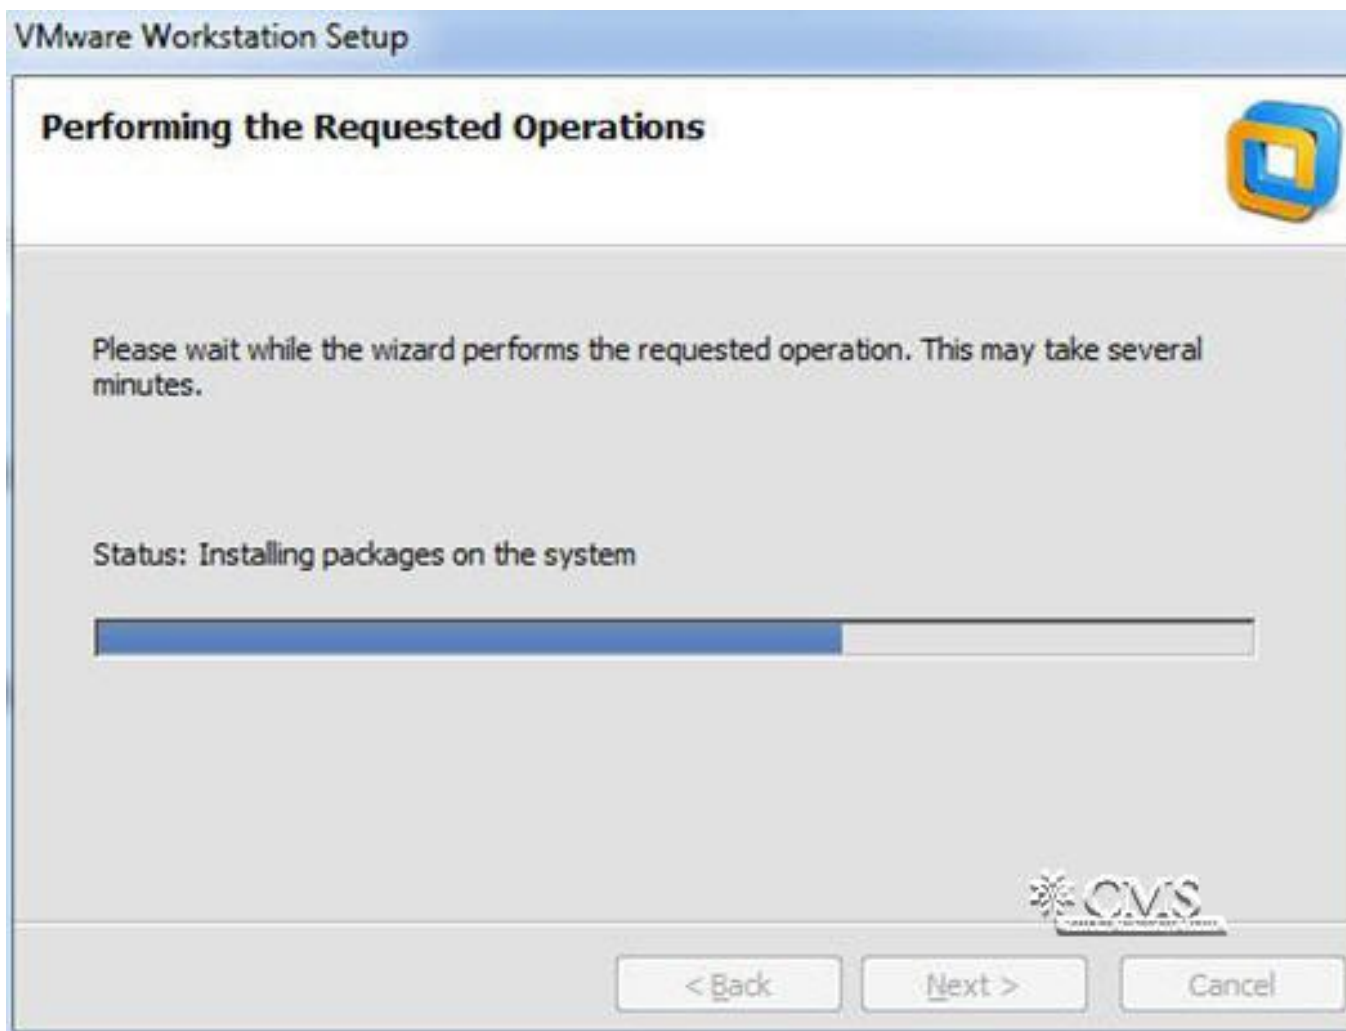 VMware Workstation Setup
Performing the Requested Operations
Please wait while the wizard performs the requested operation. This may take several
minutes.
Status: Installing packages on the system
CMS
< Back
Next >
Cancel